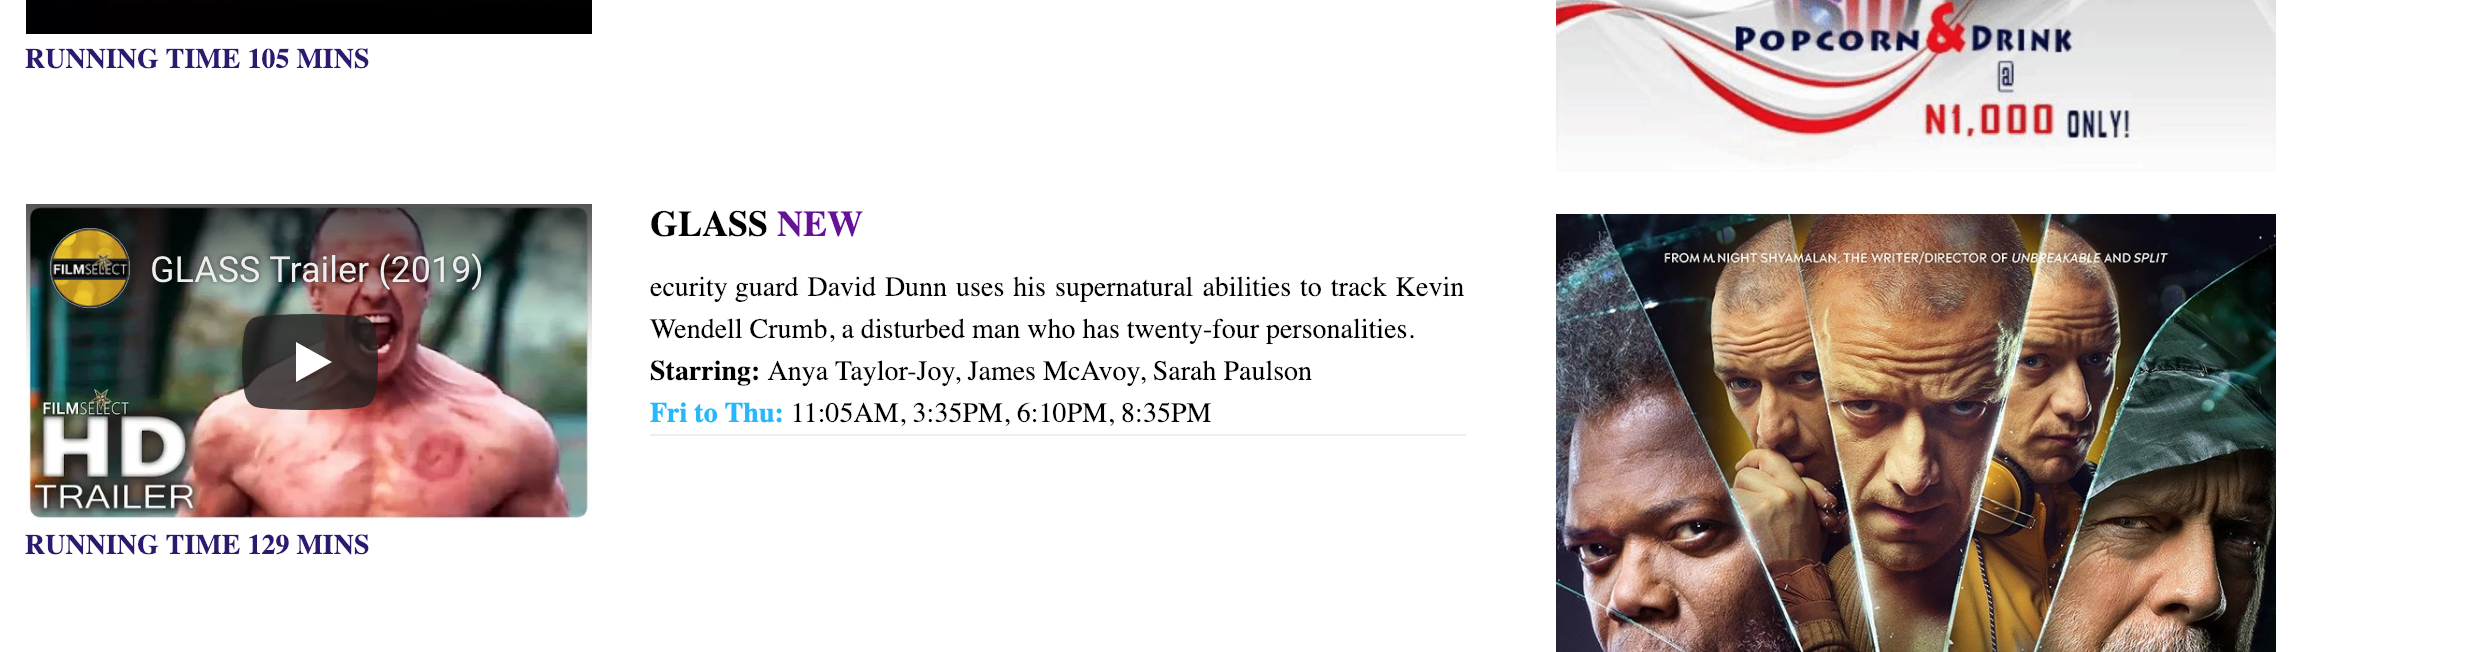 RUNNING TIME 105 MINS
POPCORN & DRINK
@
N1,000 ONLY!
FILMSELECT
GLASS Trailer (2019)
FILMSELECT
HD
TRAILER
RUNNING TIME 129 MINS
GLASS NEW
ecurity guard David Dunn uses his supernatural abilities to track Kevin
Wendell Crumb, a disturbed man who has twenty-four personalities.
Starring: Anya Taylor-Joy, James McAvoy, Sarah Paulson
Fri to Thu: 11:05AM, 3:35PM, 6:10PM, 8:35PM
FROM M. NIGHT SHYAMALAN, THE WRITER/DIRECTOR OF UNBREAKABLE AND SPLIT